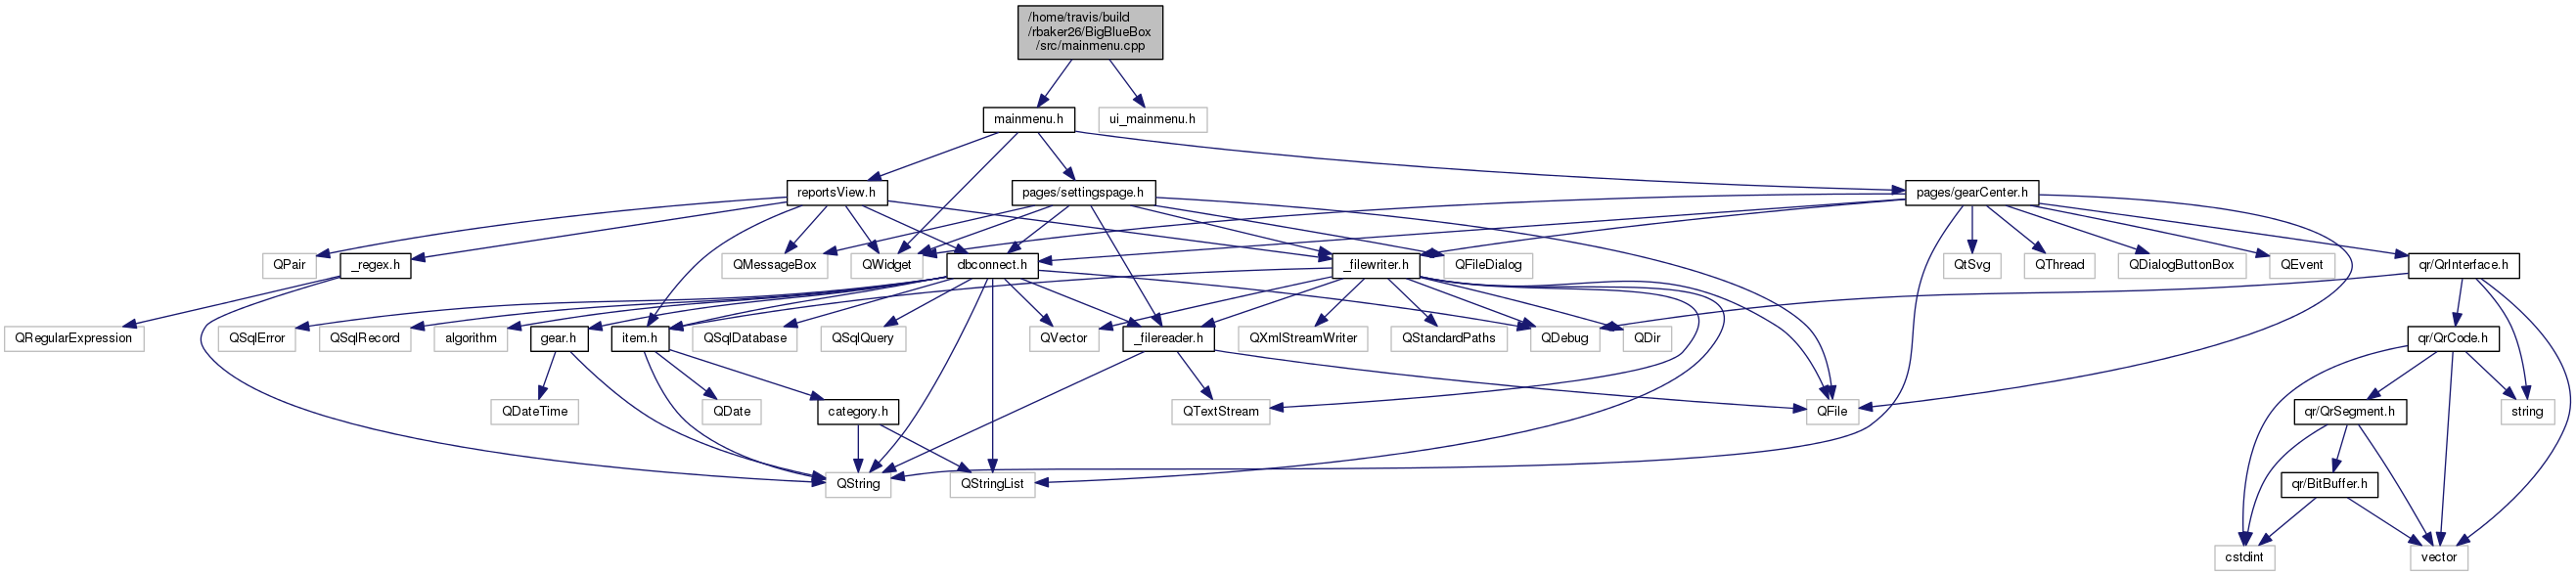 /home/travis/build
/rbaker26/BigBlueBox
/src/mainmenu.cpp
mainmenu.h
ui_mainmenu.h
reportsView.h
pages/settingspage.h
pages/gearCenter.h
QPair
_regex.h
QMessageBox
QWidget
dbconnect.h
_filewriter.h
QFileDialog
QtSvg
QThread
QDialogButtonBox
QEvent
qr/QrInterface.h
QRegularExpression
QSqlError
QSqlRecord
algorithm
gear.h
item.h
QSqlDatabase
QSqlQuery
QVector
_filereader.h
QXmlStreamWriter
QStandardPaths
QDebug
QDir
qr/QrCode.h
QDateTime
QDate
category.h
QTextStream
QFile
qr/QrSegment.h
string
QString
QStringList
qr/BitBuffer.h
cstdint
vector